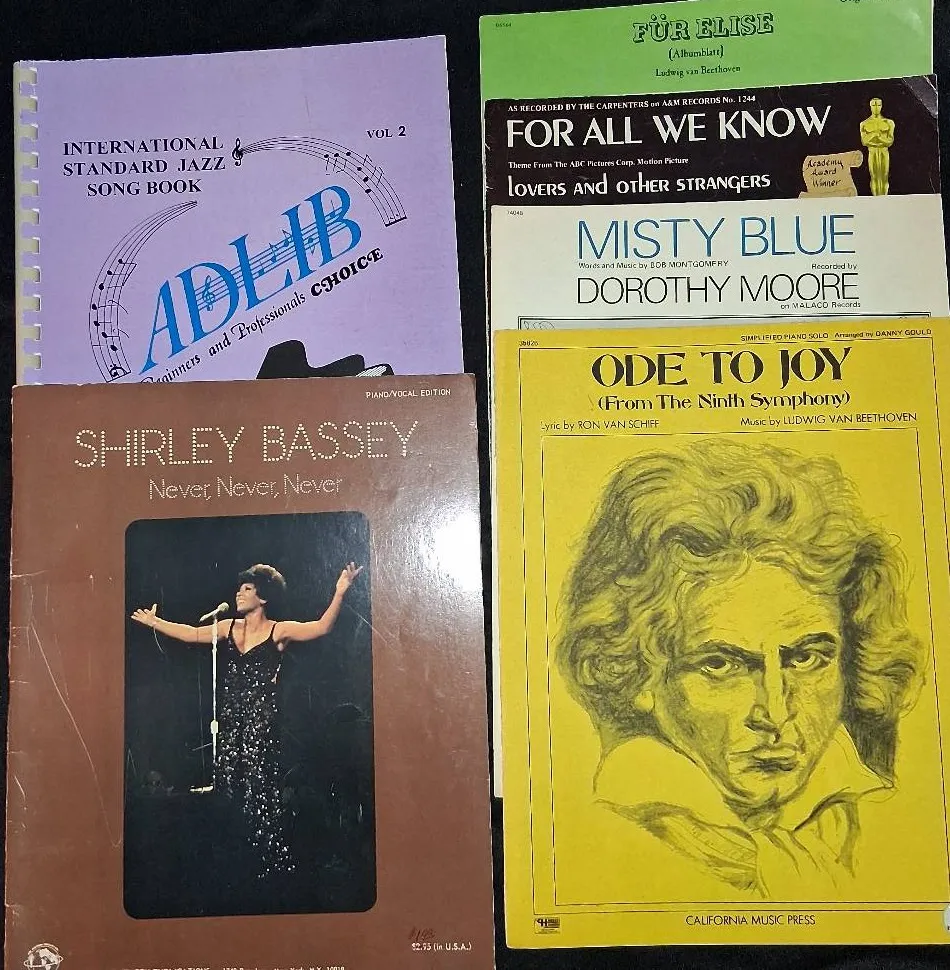 INTERNATIONAL
STANDARD JAZZ
SONG BOOK
VOL 2
ADLIB
Beginners and Professionals CHOICE
PIANO/VOCAL EDITION
SHIRLEY BASSEY
Never, Never, Never
$2.95 (in U.S.A.)
FÜR ELISE
(Albumblatt)
Ludwig van Beethoven
AS RECORDED BY THE CARPENTERS on A&M RECORDS No. 1244
FOR ALL WE KNOW
Theme From The ABC Pictures Corp. Motion Picture
LOVERS AND OTHER STRANGERS
Academy
Award
Winner
MISTY BLUE
Words and Music by BOB MONTGOMERY
Recorded by
DOROTHY MOORE
on MALACO Records
SIMPLIFIED PIANO SOLO Arranged by DANNY GOULD
ODE TO JOY
(From The Ninth Symphony)
Lyric by RON VAN SCHIFF
Music by LUDWIG VAN BEETHOVEN
CALIFORNIA MUSIC PRESS